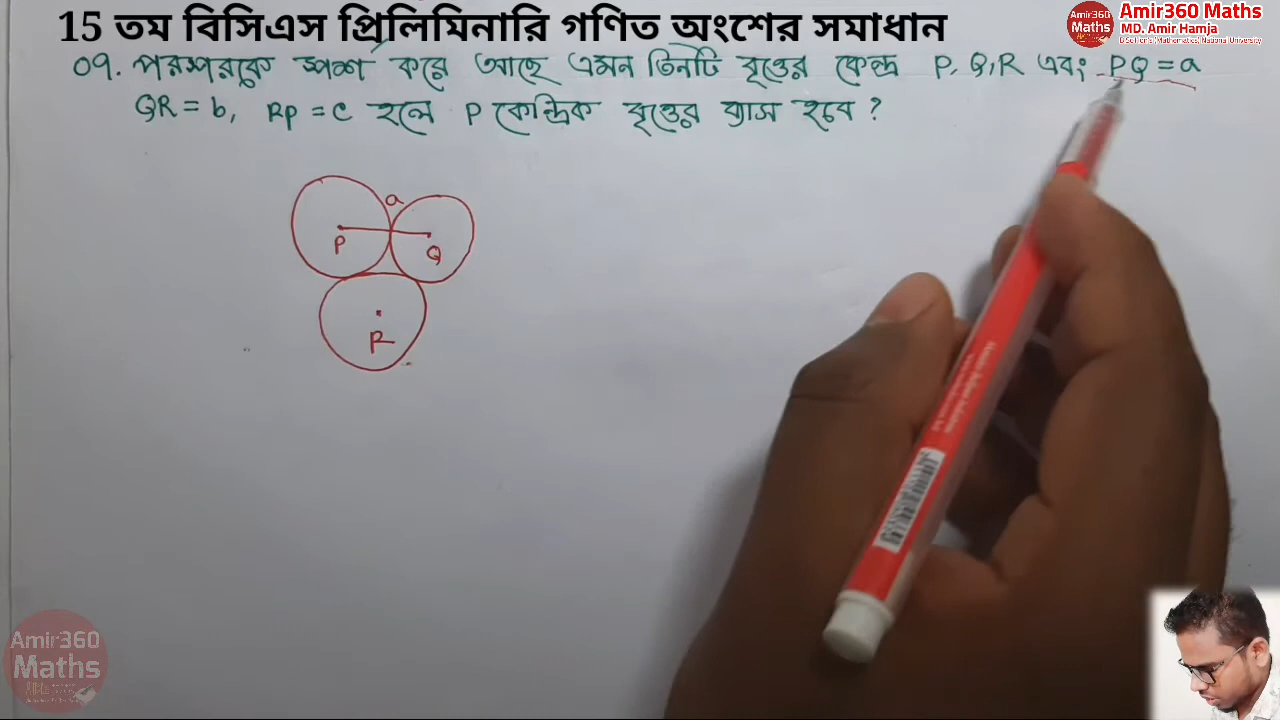 15 তম বিসিএস প্রিলিমিনারি গণিত অংশের সমাধান
Amir360 Maths
MD. Amir Hamja
09. পরস্পরকে স্পর্শ করে আছে এমন তিনটি বৃত্তের কেন্দ্র P, Q, R এবং PQ = a
QR = b, RP = c হলে P কেন্দ্রিক বৃত্তের ব্যাস হবে ?
a
P
Q
R
Amir360
Maths